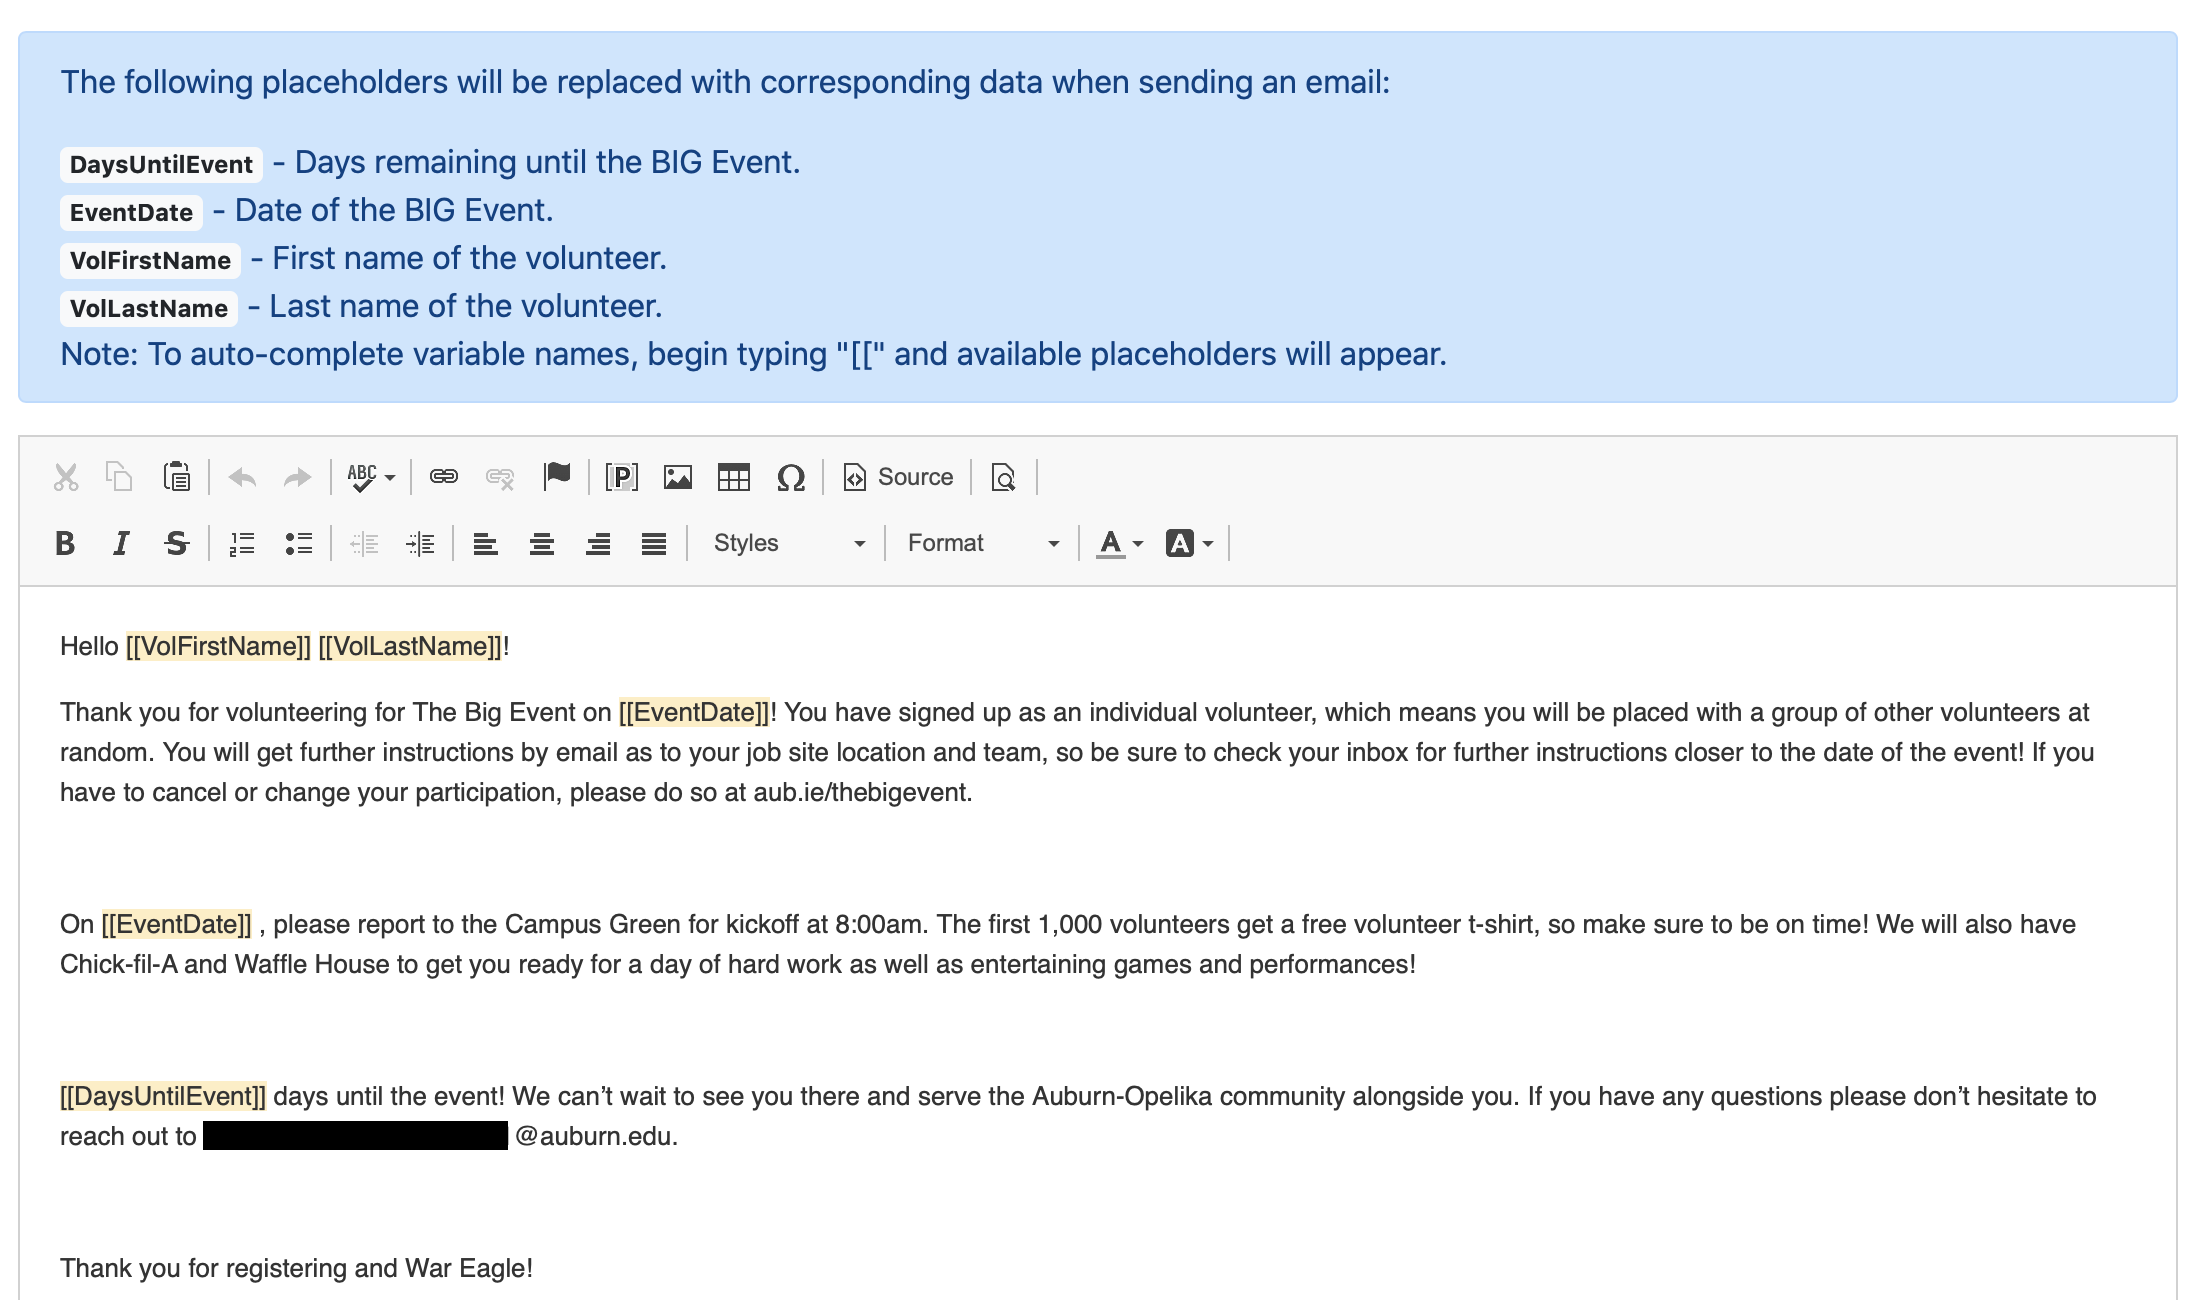 The following placeholders will be replaced with corresponding data when sending an email:
DaysUntilEvent - Days remaining until the BIG Event.
EventDate - Date of the BIG Event.
VolFirstName - First name of the volunteer.
VolLastName - Last name of the volunteer.
Note: To auto-complete variable names, begin typing "[[" and available placeholders will appear.
ABC [P] Ω Source
B I S Styles Format A A
Hello [[VolFirstName]] [[VolLastName]]!
Thank you for volunteering for The Big Event on [[EventDate]]! You have signed up as an individual volunteer, which means you will be placed with a group of other volunteers at
random. You will get further instructions by email as to your job site location and team, so be sure to check your inbox for further instructions closer to the date of the event! If you
have to cancel or change your participation, please do so at aub.ie/thebigevent.
On [[EventDate]] , please report to the Campus Green for kickoff at 8:00am. The first 1,000 volunteers get a free volunteer t-shirt, so make sure to be on time! We will also have
Chick-fil-A and Waffle House to get you ready for a day of hard work as well as entertaining games and performances!
[[DaysUntilEvent]] days until the event! We can’t wait to see you there and serve the Auburn-Opelika community alongside you. If you have any questions please don’t hesitate to
reach out to @auburn.edu.
Thank you for registering and War Eagle!